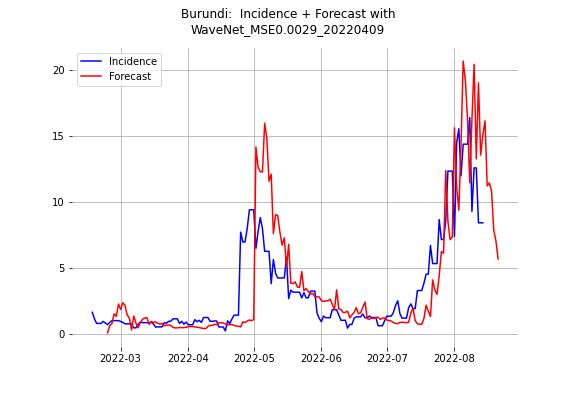 Burundi:  Incidence + Forecast with
WaveNet_MSE0.0029_20220409
Incidence
Forecast
20
15
10
5
0
2022-03
2022-04
2022-05
2022-06
2022-07
2022-08